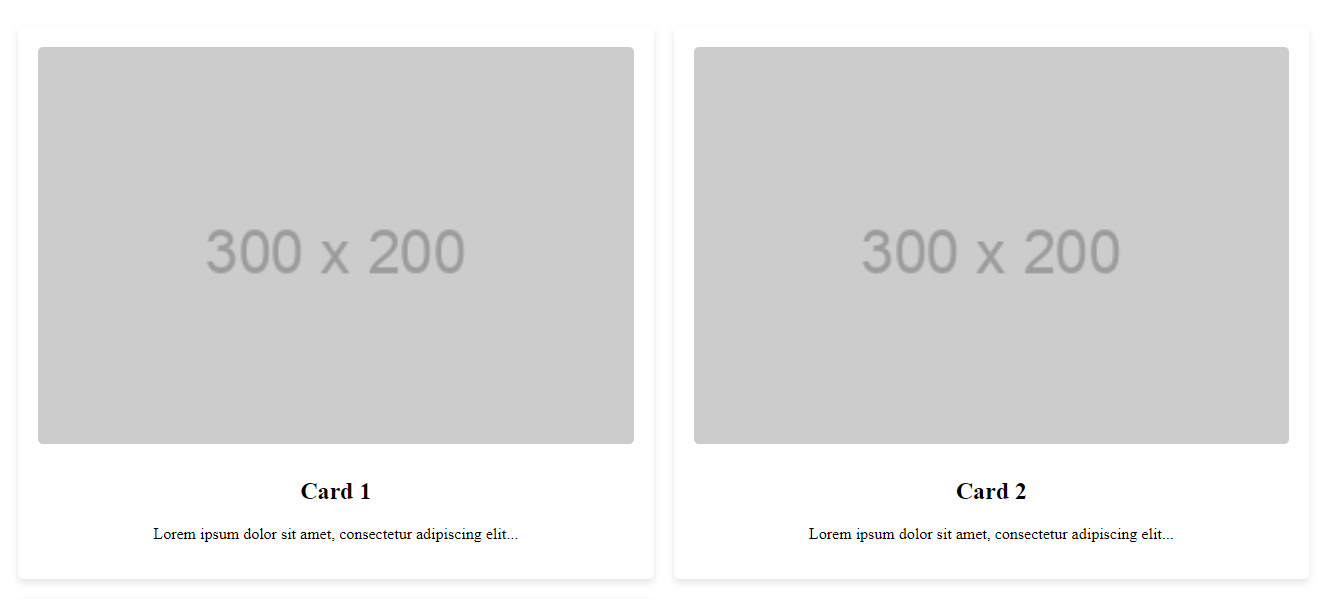 300 x 200
Card 1
Lorem ipsum dolor sit amet, consectetur adipiscing elit...
300 x 200
Card 2
Lorem ipsum dolor sit amet, consectetur adipiscing elit...